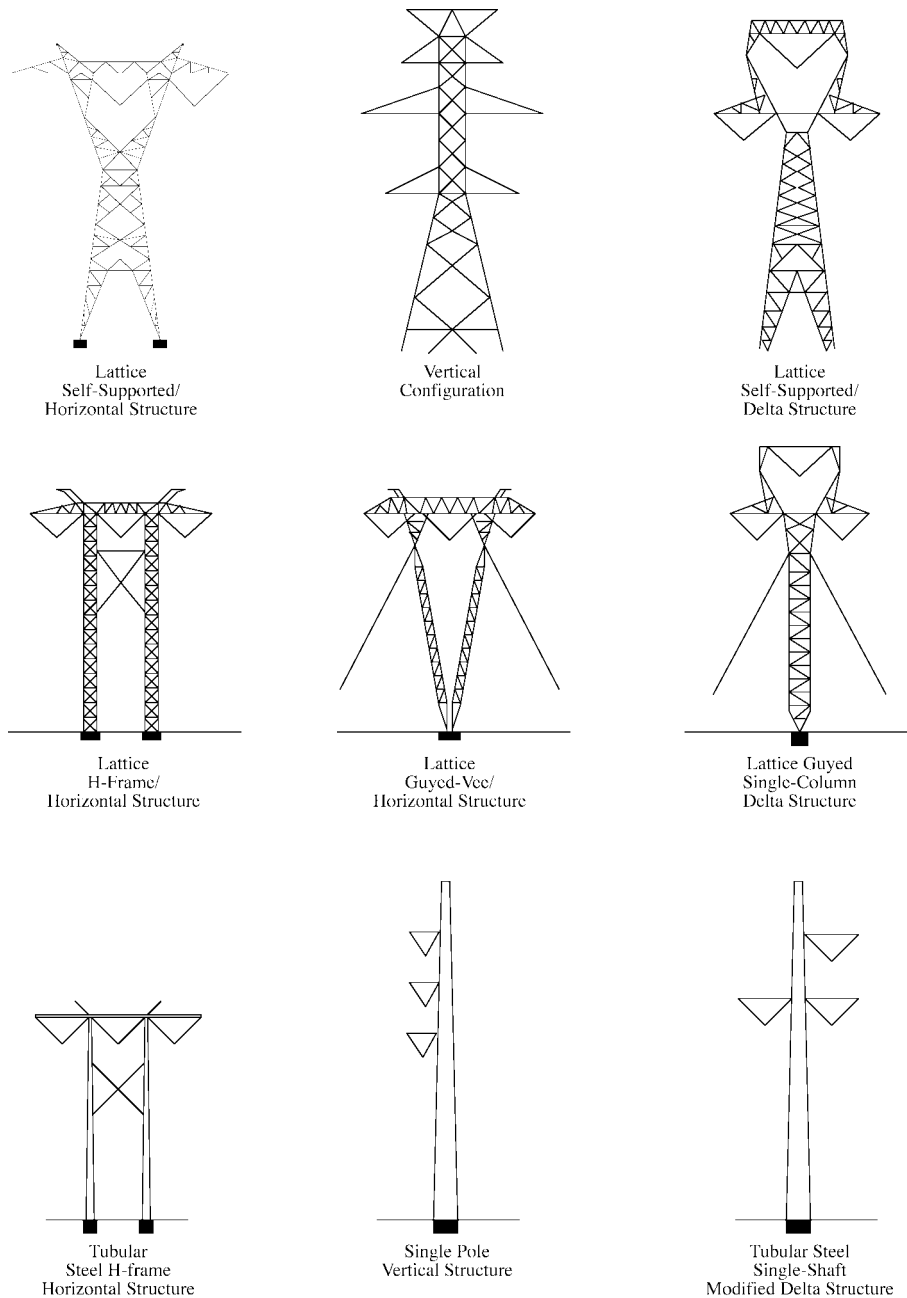 Lattice
Self-Supported/
Horizontal Structure
Vertical
Configuration
Lattice
Self-Supported/
Delta Structure
Lattice
H-Frame/
Horizontal Structure
Lattice
Guyed-Vee/
Horizontal Structure
Lattice Guyed
Single-Column
Delta Structure
Tubular
Steel H-frame
Horizontal Structure
Single Pole
Vertical Structure
Tubular Steel
Single-Shaft
Modified Delta Structure